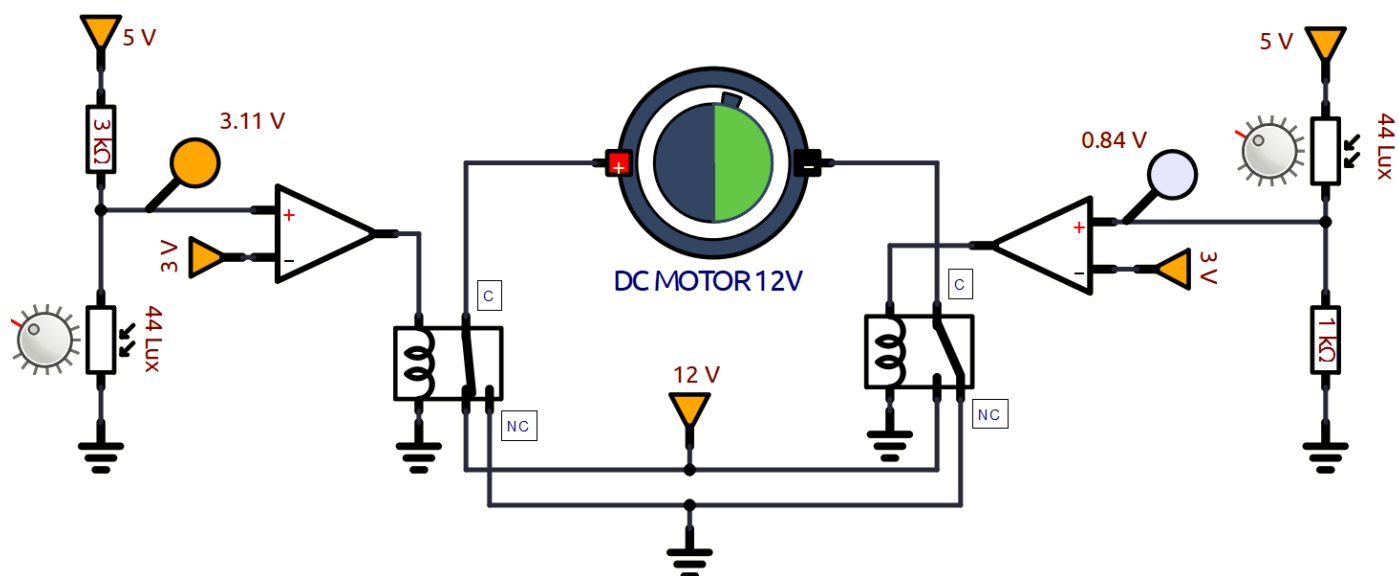 5 V
5 V
3 kΩ
3.11 V
0.84 V
44 Lux
+
−
+
−
3 V
+
−
3 V
DC MOTOR 12V
C
C
44 Lux
1 kΩ
12 V
NC
NC